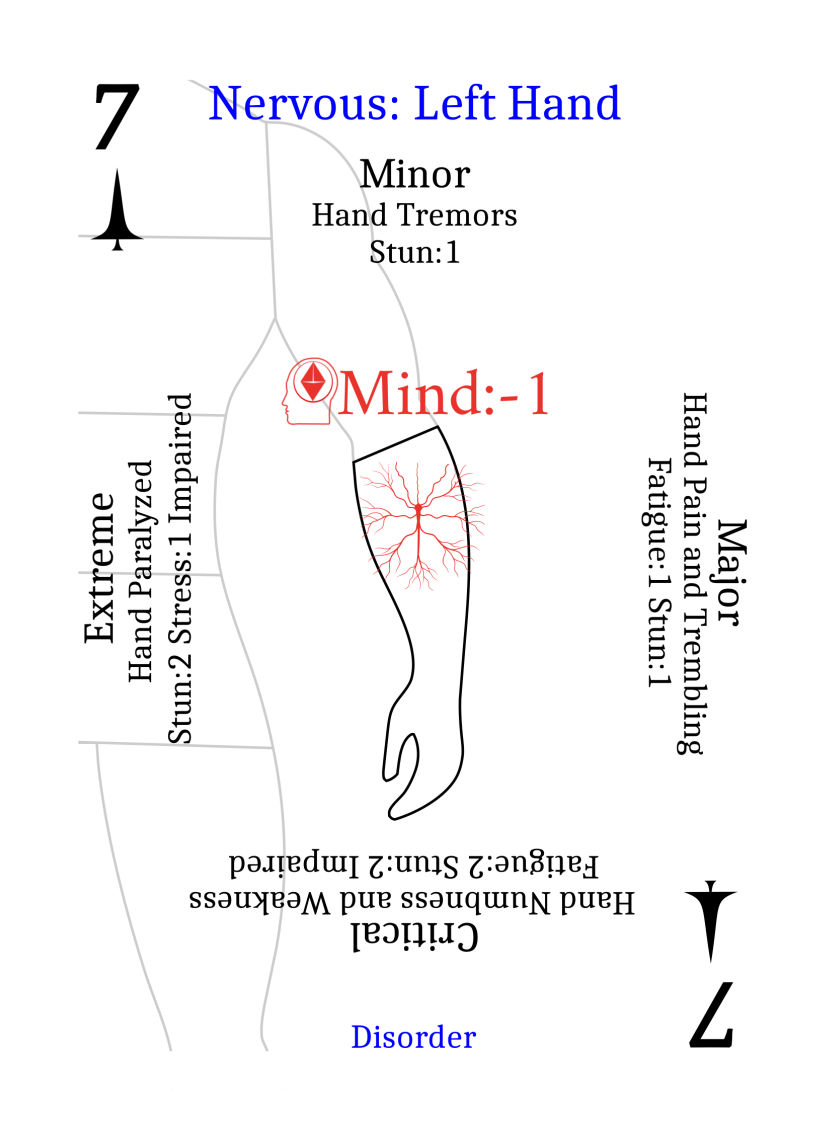 7
Nervous: Left Hand
Minor
Hand Tremors
Stun:1
Mind:-1
Major
Hand Pain and Trembling
Fatigue:1 Stun:1
Critical
Hand Numbness and Weakness
Fatigue:2 Stun:2 Impaired
Extreme
Hand Paralyzed
Stun:2 Stress:1 Impaired
Disorder
7